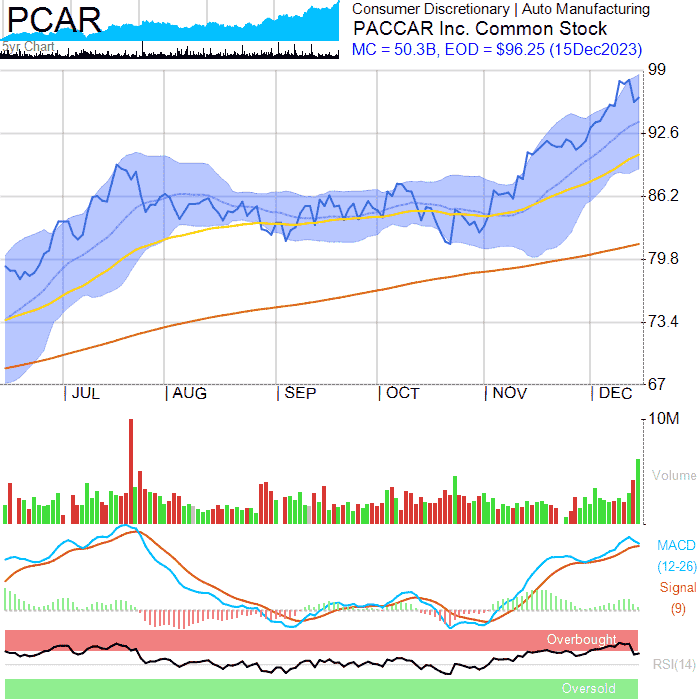 PCAR
5yr Chart
Consumer Discretionary | Auto Manufacturing
PACCAR Inc. Common Stock
MC = 50.3B, EOD = $96.25 (15Dec2023)
99
92.6
86.2
79.8
73.4
67
JUL AUG SEP OCT NOV DEC
10M
Volume
MACD
(12-26)
Signal
(9)
Overbought
RSI(14)
Oversold